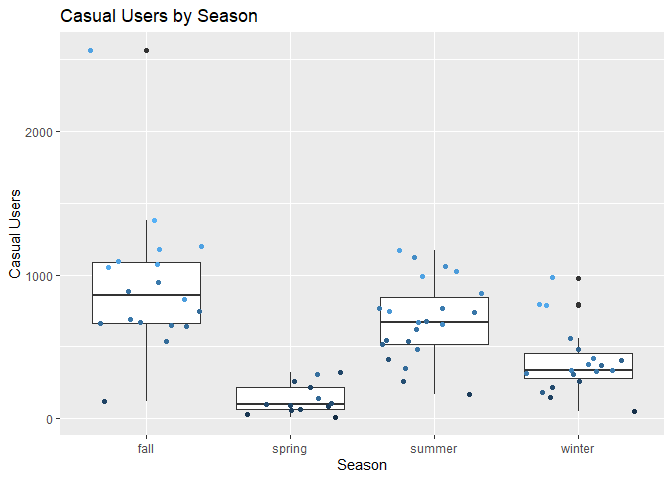 Casual Users by Season
Casual Users
2000
1000
0
fall spring summer winter
Season